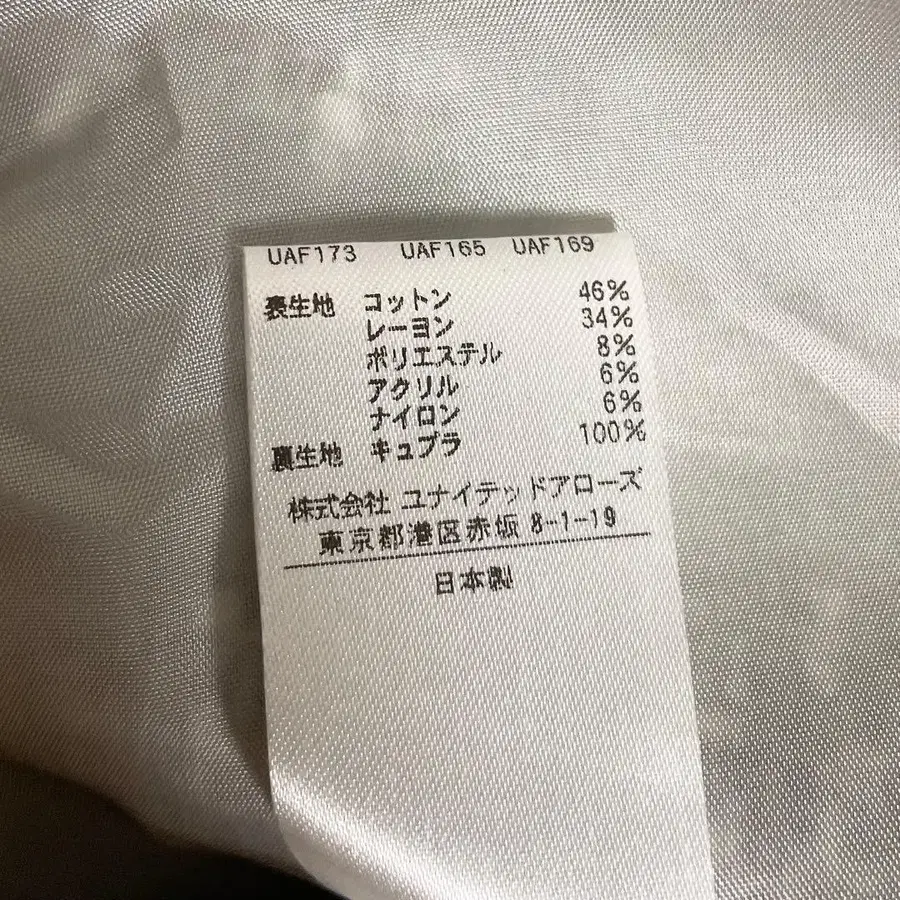 UAF173 UAF165 UAF169
表生地 コットン 46%
レーヨン 34%
ポリエステル 8%
アクリル 6%
ナイロン 6%
裏生地 キュプラ 100%
株式会社 ユナイテッドアローズ
東京都港区赤坂 8-1-19
日本製